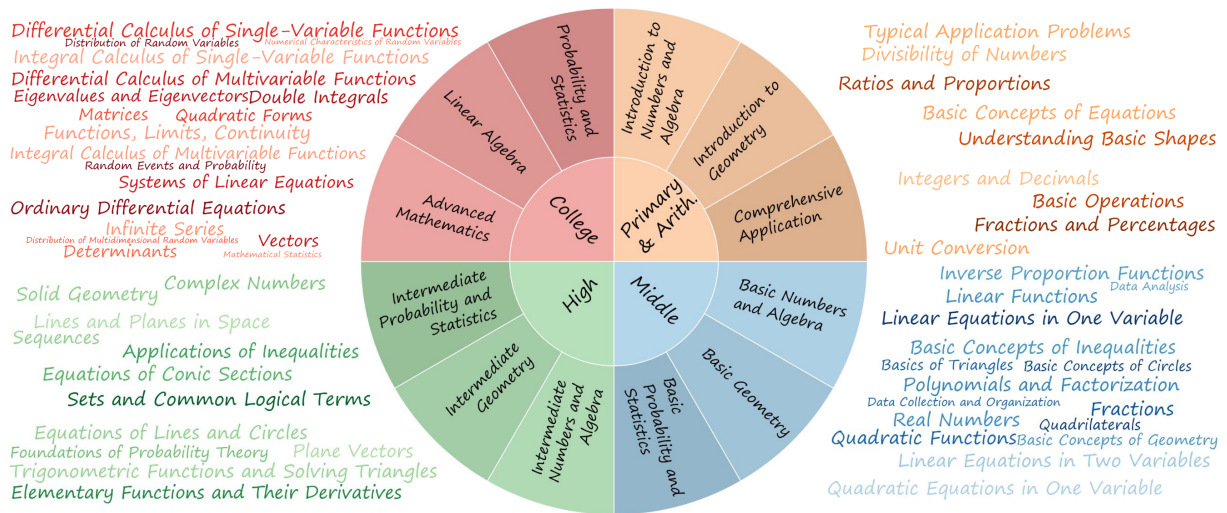 Differential Calculus of Single-Variable Functions
Distribution of Random Variables
Numerical Characteristics of Random Variables
Integral Calculus of Single-Variable Functions
Differential Calculus of Multivariable Functions
Eigenvalues and Eigenvectors
Double Integrals
Matrices
Quadratic Forms
Functions, Limits, Continuity
Integral Calculus of Multivariable Functions
Random Events and Probability
Systems of Linear Equations
Ordinary Differential Equations
Infinite Series
Distribution of Multidimensional Random Variables
Vectors
Determinants
Mathematical Statistics
Complex Numbers
Solid Geometry
Lines and Planes in Space
Sequences
Applications of Inequalities
Equations of Conic Sections
Sets and Common Logical Terms
Equations of Lines and Circles
Foundations of Probability Theory
Plane Vectors
Trigonometric Functions and Solving Triangles
Elementary Functions and Their Derivatives
Probability and
Statistics
Linear Algebra
Advanced
Mathematics
College
Introduction to
Numbers and
Algebra
Introduction to
Geometry
Comprehensive
Application
Primary
& Arith.
Intermediate
Probability and
Statistics
Intermediate
Geometry
Intermediate
Numbers and
Algebra
High
Middle
Basic Numbers
and Algebra
Basic Geometry
Basic
Probability and
Statistics
Typical Application Problems
Divisibility of Numbers
Ratios and Proportions
Basic Concepts of Equations
Understanding Basic Shapes
Integers and Decimals
Basic Operations
Fractions and Percentages
Unit Conversion
Inverse Proportion Functions
Data Analysis
Linear Functions
Linear Equations in One Variable
Basic Concepts of Inequalities
Basics of Triangles
Basic Concepts of Circles
Polynomials and Factorization
Data Collection and Organization
Fractions
Real Numbers
Quadrilaterals
Quadratic Functions
Basic Concepts of Geometry
Linear Equations in Two Variables
Quadratic Equations in One Variable